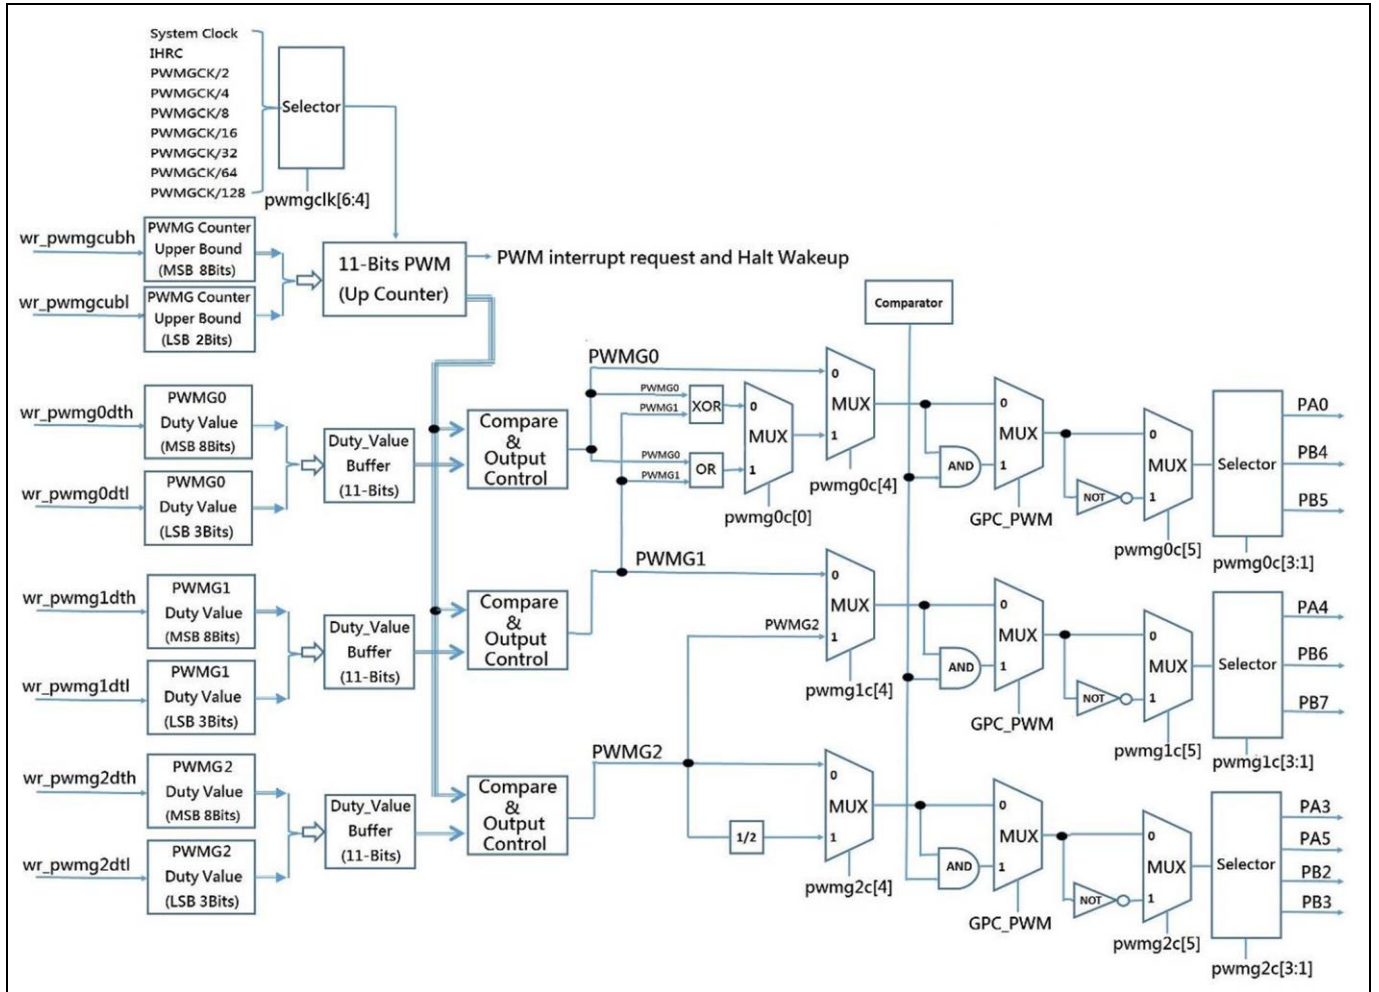 System Clock
IHRC
PWMGCK/2
PWMGCK/4
PWMGCK/8
PWMGCK/16
PWMGCK/32
PWMGCK/64
PWMGCK/128
Selector
pwmgclk[6:4]
wr_pwmgcubh
PWMG Counter
Upper Bound
(MSB 8Bits)
wr_pwmgcubl
PWMG Counter
Upper Bound
(LSB 2Bits)
11-Bits PWM
(Up Counter)
PWM interrupt request and Halt Wakeup
Comparator
wr_pwmg0dth
PWMG0
Duty Value
(MSB 8Bits)
wr_pwmg0dtl
PWMG0
Duty Value
(LSB 3Bits)
Duty_Value
Buffer
(11-Bits)
Compare
&
Output
Control
PWMG0
PWMG0
PWMG1
XOR
PWMG0
PWMG1
OR
0
MUX
1
pwmg0c[0]
0
MUX
1
pwmg0c[4]
AND
0
MUX
1
GPC_PWM
NOT
0
MUX
1
pwmg0c[5]
Selector
pwmg0c[3:1]
PA0
PB4
PB5
wr_pwmg1dth
PWMG1
Duty Value
(MSB 8Bits)
wr_pwmg1dtl
PWMG1
Duty Value
(LSB 3Bits)
Duty_Value
Buffer
(11-Bits)
Compare
&
Output
Control
PWMG1
PWMG2
0
MUX
1
pwmg1c[4]
AND
0
MUX
1
GPC_PWM
NOT
0
MUX
1
pwmg1c[5]
Selector
pwmg1c[3:1]
PA4
PB6
PB7
wr_pwmg2dth
PWMG2
Duty Value
(MSB 8Bits)
wr_pwmg2dtl
PWMG2
Duty Value
(LSB 3Bits)
Duty_Value
Buffer
(11-Bits)
Compare
&
Output
Control
PWMG2
1/2
0
MUX
1
pwmg2c[4]
AND
0
MUX
1
GPC_PWM
NOT
0
MUX
1
pwmg2c[5]
Selector
pwmg2c[3:1]
PA3
PA5
PB2
PB3